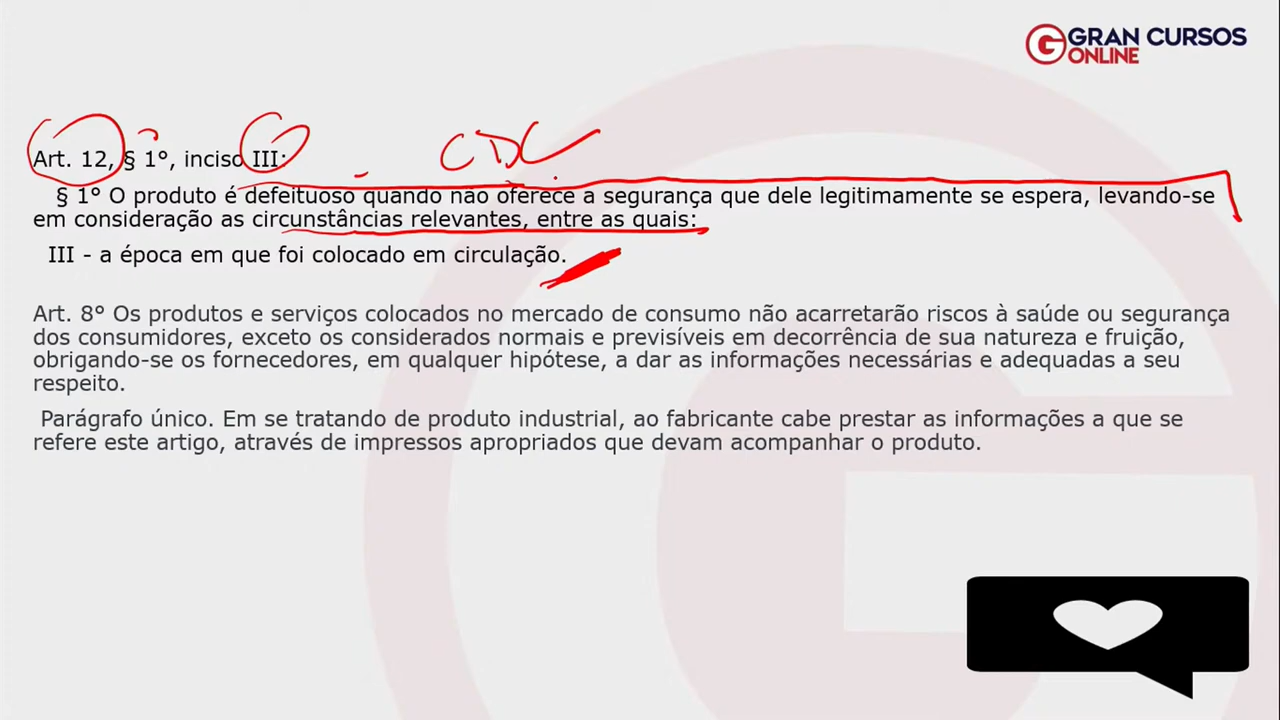 GRAN CURSOS
ONLINE
CDC
Art. 12, § 1°, inciso III:
§ 1° O produto é defeituoso quando não oferece a segurança que dele legitimamente se espera, levando-se
em consideração as circunstâncias relevantes, entre as quais:
III - a época em que foi colocado em circulação.
Art. 8° Os produtos e serviços colocados no mercado de consumo não acarretarão riscos à saúde ou segurança
dos consumidores, exceto os considerados normais e previsíveis em decorrência de sua natureza e fruição,
obrigando-se os fornecedores, em qualquer hipótese, a dar as informações necessárias e adequadas a seu
respeito.
Parágrafo único. Em se tratando de produto industrial, ao fabricante cabe prestar as informações a que se
refere este artigo, através de impressos apropriados que devam acompanhar o produto.